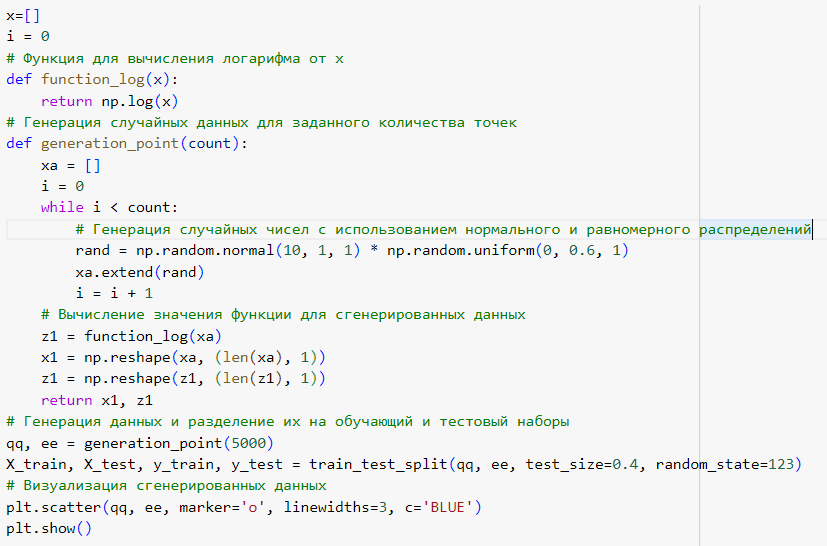 x=[]
i = 0
# Функция для вычисления логарифма от x
def function_log(x):
    return np.log(x)
# Генерация случайных данных для заданного количества точек
def generation_point(count):
    xa = []
    i = 0
    while i < count:
        # Генерация случайных чисел с использованием нормального и равномерного распределений
        rand = np.random.normal(10, 1, 1) * np.random.uniform(0, 0.6, 1)
        xa.extend(rand)
        i = i + 1
    # Вычисление значения функции для сгенерированных данных
    z1 = function_log(xa)
    x1 = np.reshape(xa, (len(xa), 1))
    z1 = np.reshape(z1, (len(z1), 1))
    return x1, z1
# Генерация данных и разделение их на обучающий и тестовый наборы
qq, ee = generation_point(5000)
X_train, X_test, y_train, y_test = train_test_split(qq, ee, test_size=0.4, random_state=123)
# Визуализация сгенерированных данных
plt.scatter(qq, ee, marker='o', linewidths=3, c='BLUE')
plt.show()